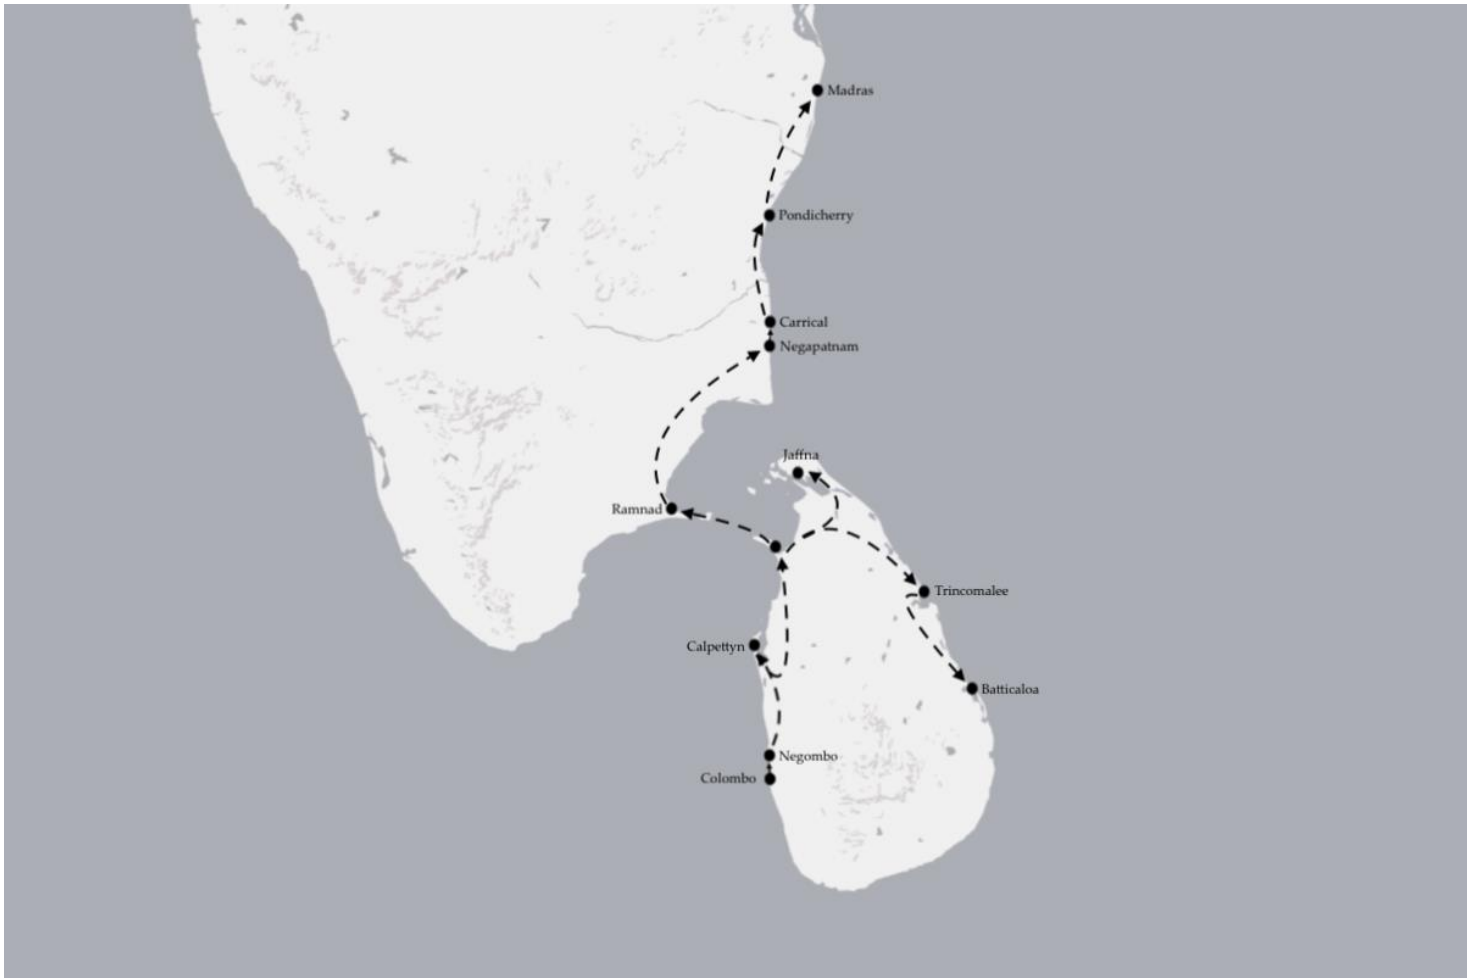 Madras
Pondicherry
Carrical
Negapatnam
Jaffna
Ramnad
Trincomalee
Calpettyn
Batticaloa
Negombo
Colombo